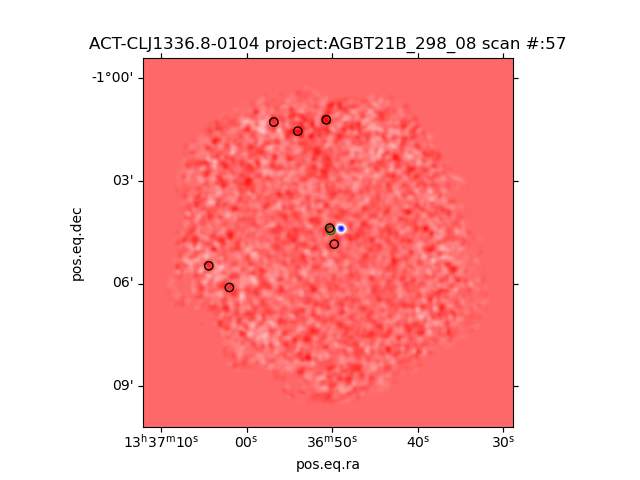 ACT-CLJ1336.8-0104 project:AGBT21B_298_08 scan #:57
-1°00'
03'
06'
09'
pos.eq.dec
13ʰ37ᵐ10ˢ 00ˢ 36ᵐ50ˢ 40ˢ 30ˢ
pos.eq.ra